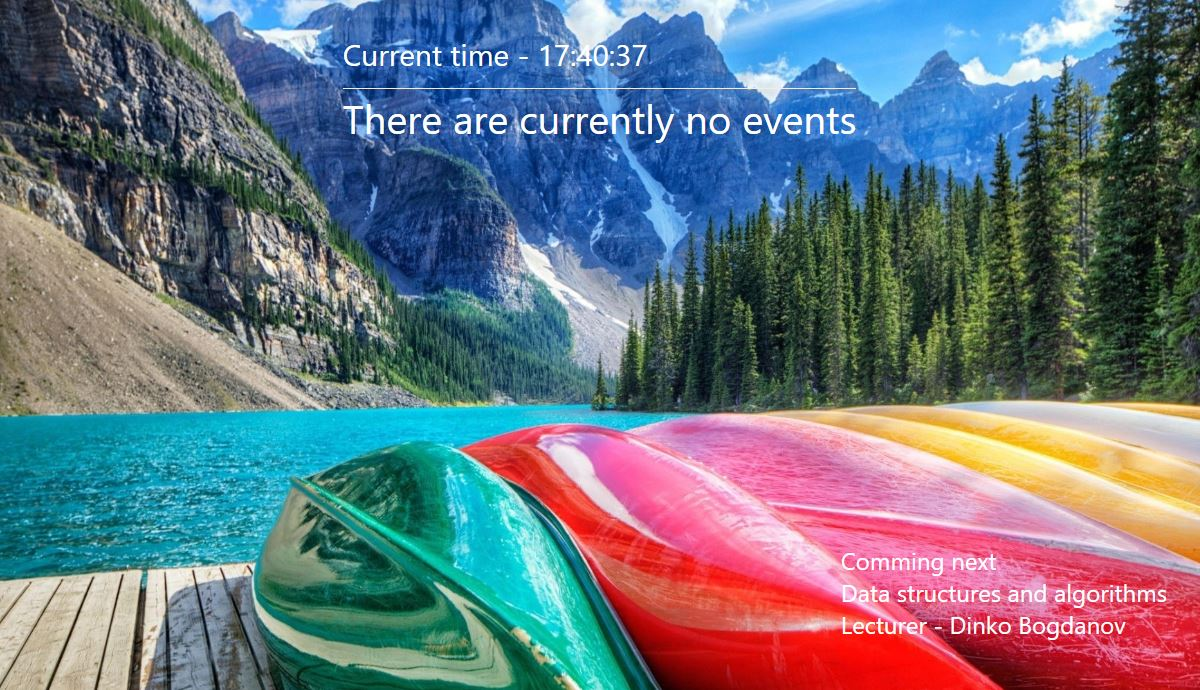 Current time - 17:40:37
There are currently no events
Comming next
Data structures and algorithms
Lecturer - Dinko Bogdanov